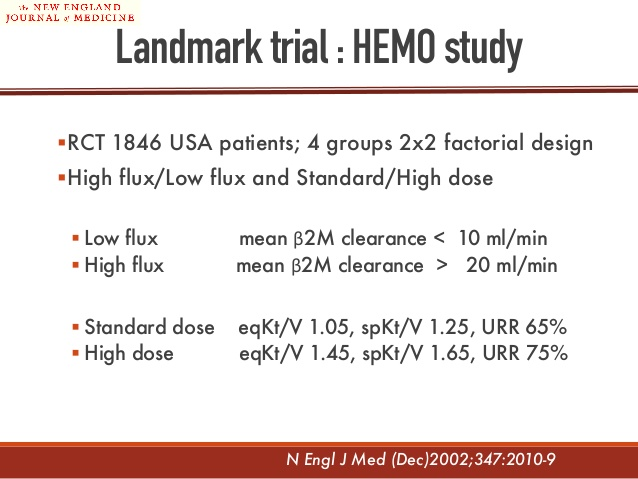 the NEW ENGLAND
JOURNAL of MEDICINE
Landmark trial : HEMO study
▪RCT 1846 USA patients; 4 groups 2x2 factorial design
▪High flux/Low flux and Standard/High dose
▪ Low flux mean β2M clearance < 10 ml/min
▪ High flux mean β2M clearance > 20 ml/min
▪ Standard dose eqKt/V 1.05, spKt/V 1.25, URR 65%
▪ High dose eqKt/V 1.45, spKt/V 1.65, URR 75%
N Engl J Med (Dec)2002;347:2010-9